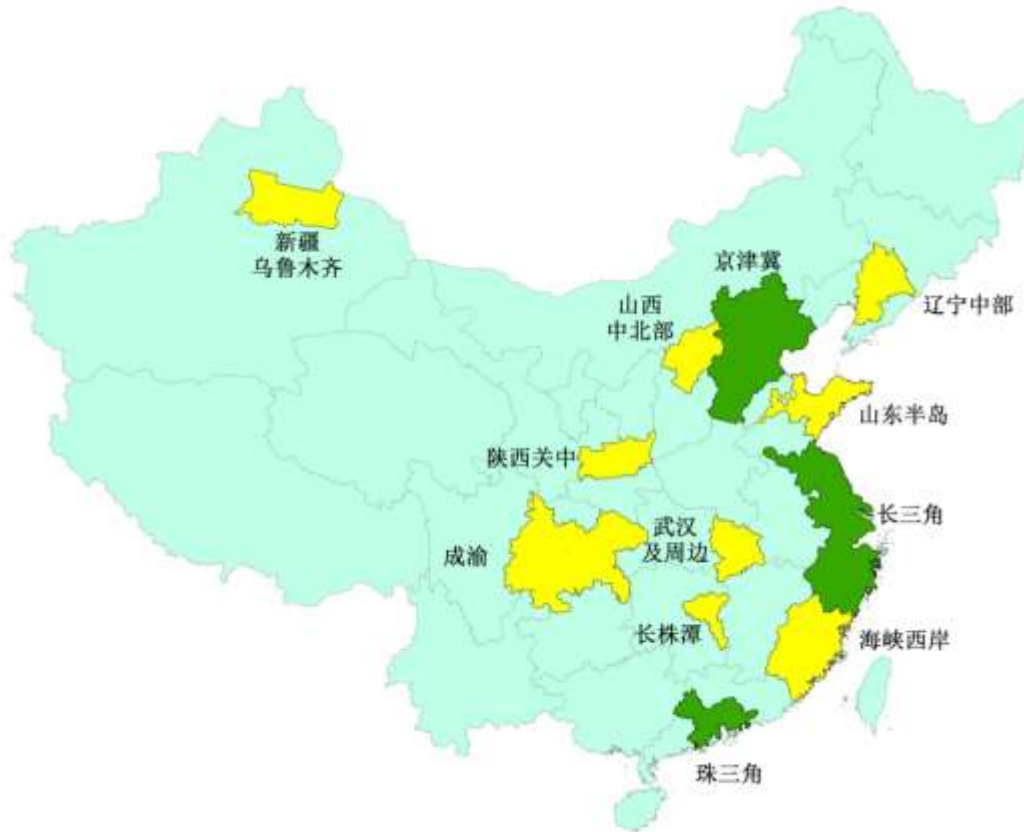 新疆
乌鲁木齐
京津冀
山西
中北部
辽宁中部
山东半岛
陕西关中
长三角
武汉
及周边
成渝
长株潭
海峡西岸
珠三角